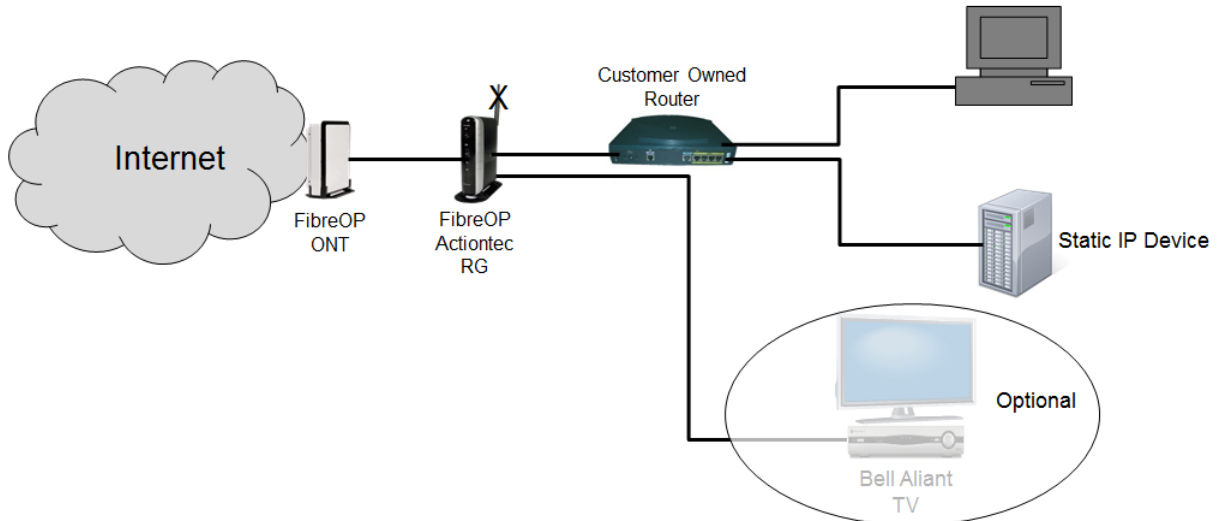 Internet
FibreOP
ONT
X
FibreOP
Actiontec
RG
Customer Owned
Router
Static IP Device
Optional
Bell Aliant
TV